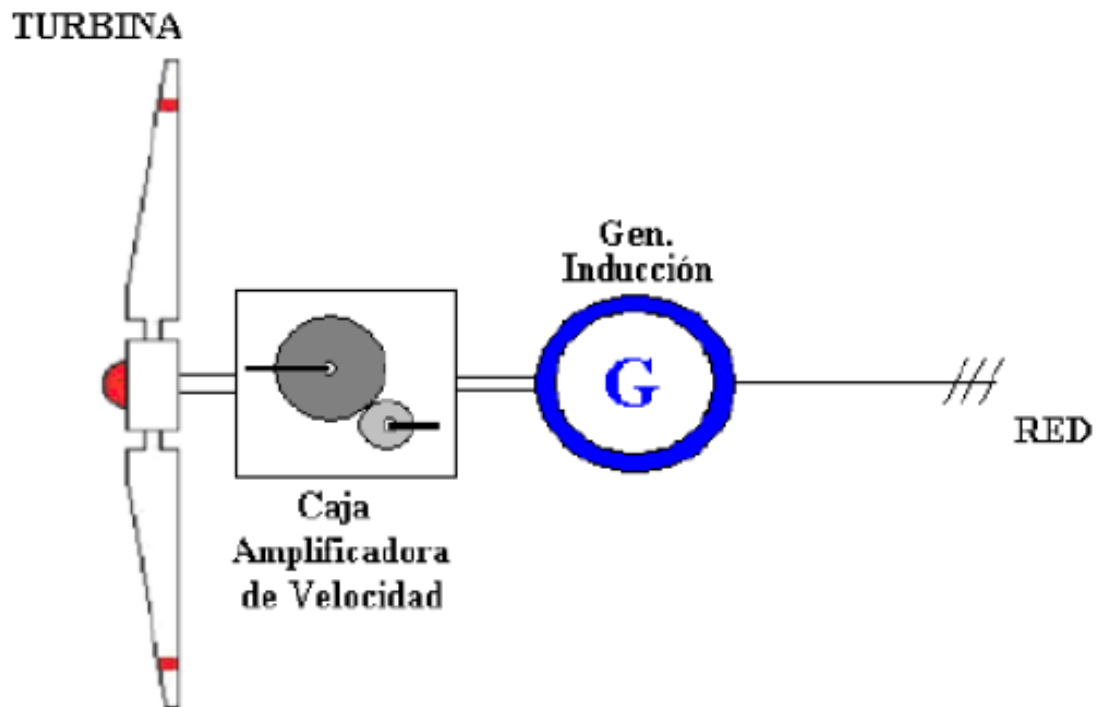 TURBINA
Gen.
Inducción
G
RED
Caja
Amplificadora
de Velocidad